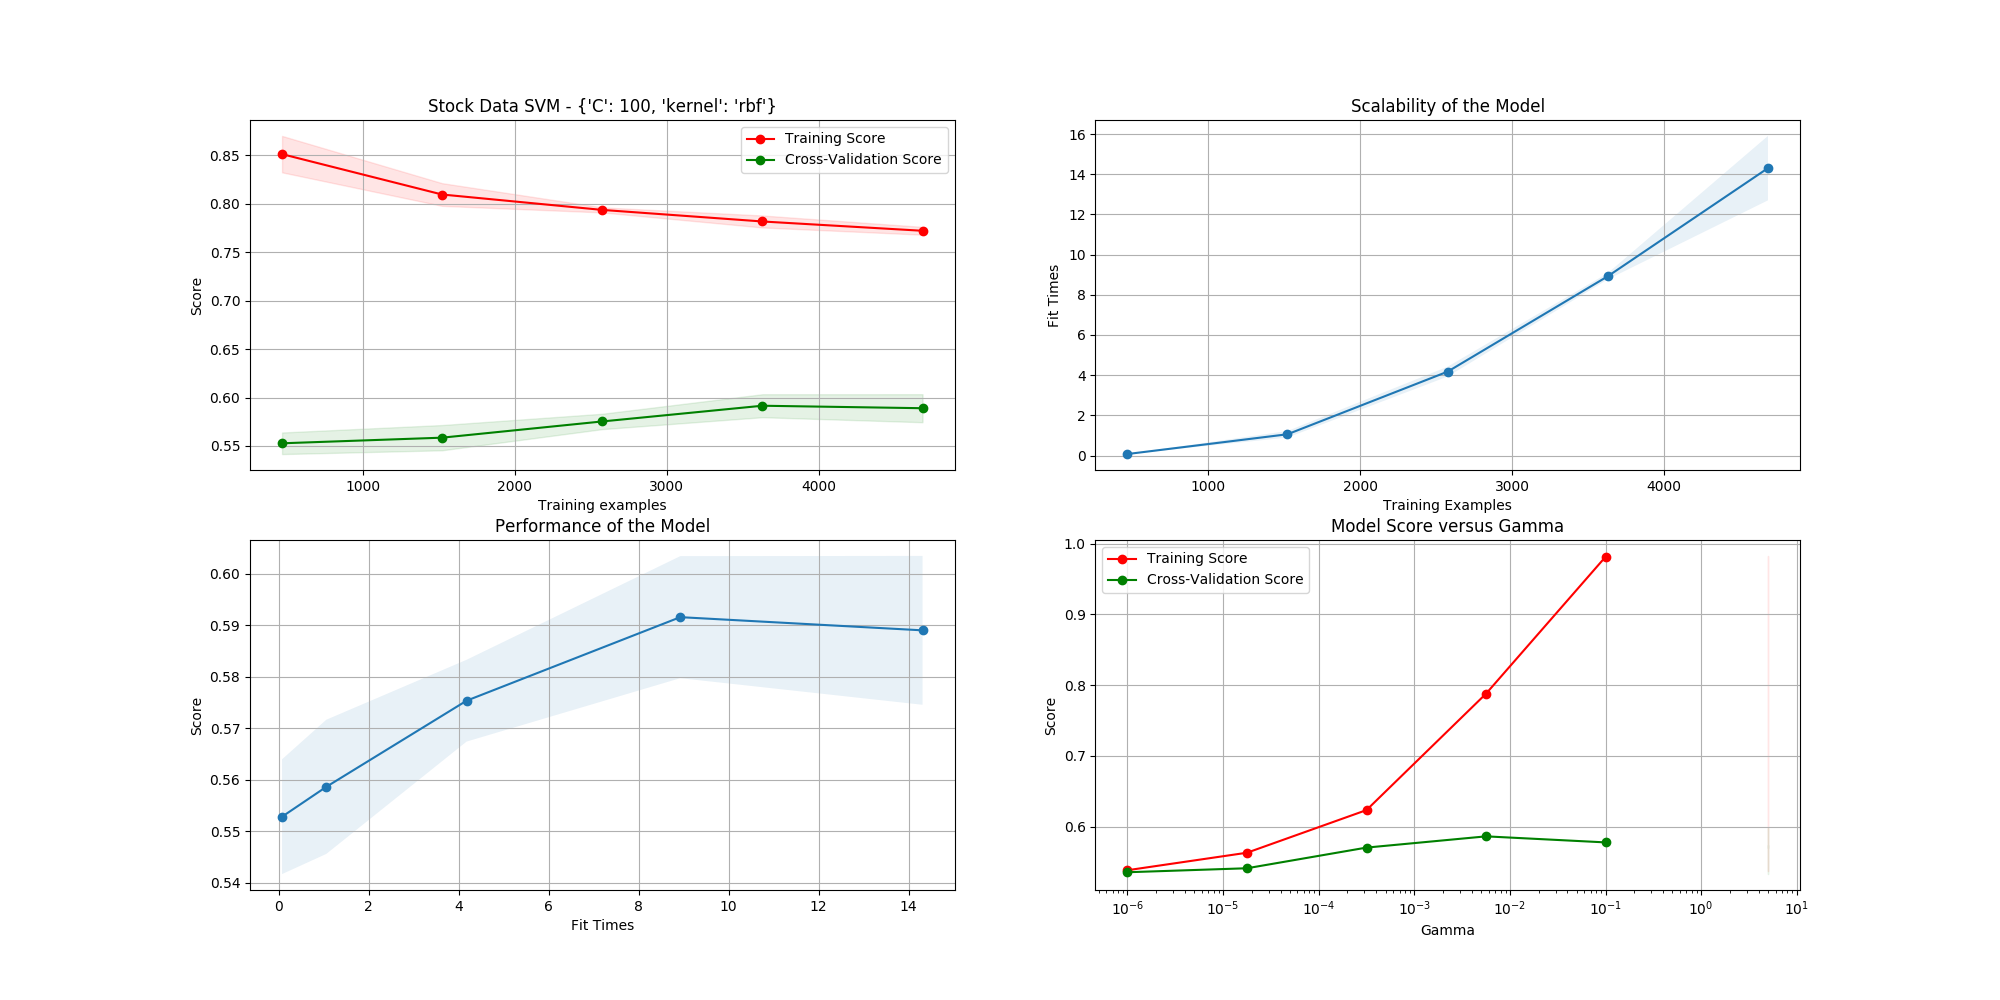 Stock Data SVM - {'C': 100, 'kernel': 'rbf'}
Training Score
Cross-Validation Score
0.85
0.80
0.75
0.70
0.65
0.60
0.55
Score
1000 2000 3000 4000
Training examples
Scalability of the Model
16
14
12
10
8
6
4
2
0
Fit Times
1000 2000 3000 4000
Training Examples
Performance of the Model
0.60
0.59
0.58
0.57
0.56
0.55
0.54
Score
0 2 4 6 8 10 12 14
Fit Times
Model Score versus Gamma
Training Score
Cross-Validation Score
1.0
0.9
0.8
0.7
0.6
Score
10⁻⁶ 10⁻⁵ 10⁻⁴ 10⁻³ 10⁻² 10⁻¹ 10⁰ 10¹
Gamma